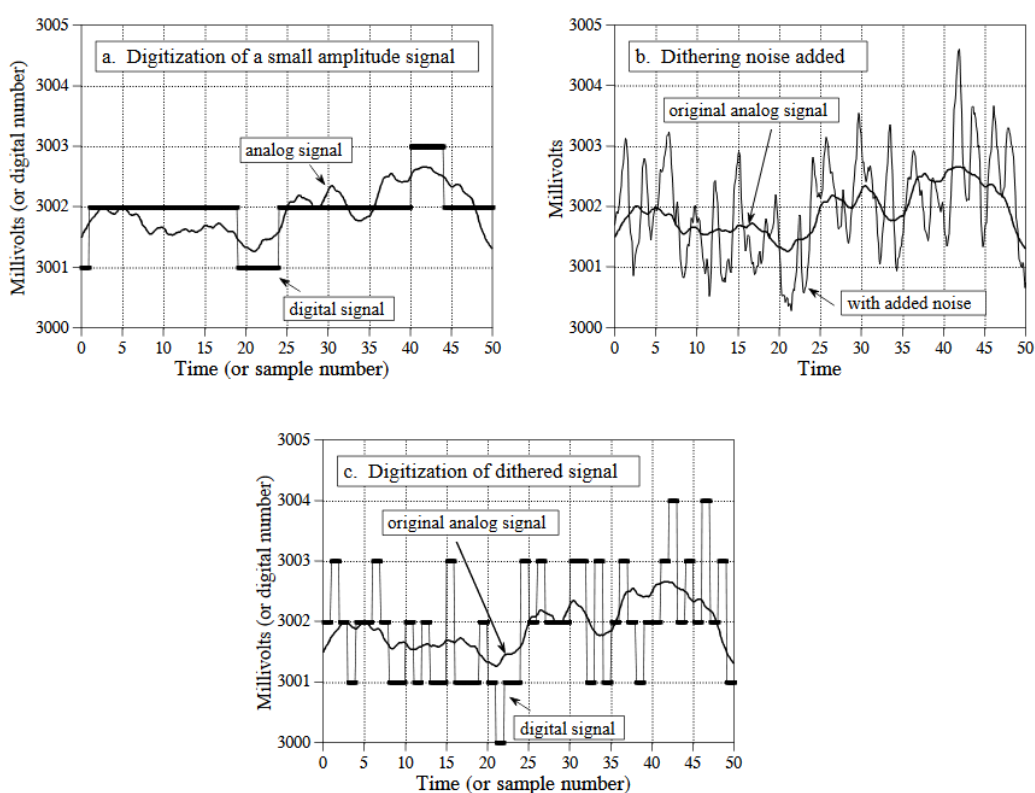 a. Digitization of a small amplitude signal
3005
3004
3003
3002
3001
3000
Millivolts (or digital number)
analog signal
digital signal
0 5 10 15 20 25 30 35 40 45 50
Time (or sample number)
b. Dithering noise added
3005
3004
3003
3002
3001
3000
Millivolts
original analog signal
with added noise
0 5 10 15 20 25 30 35 40 45 50
Time
c. Digitization of dithered signal
3005
3004
3003
3002
3001
3000
Millivolts (or digital number)
original analog signal
digital signal
0 5 10 15 20 25 30 35 40 45 50
Time (or sample number)